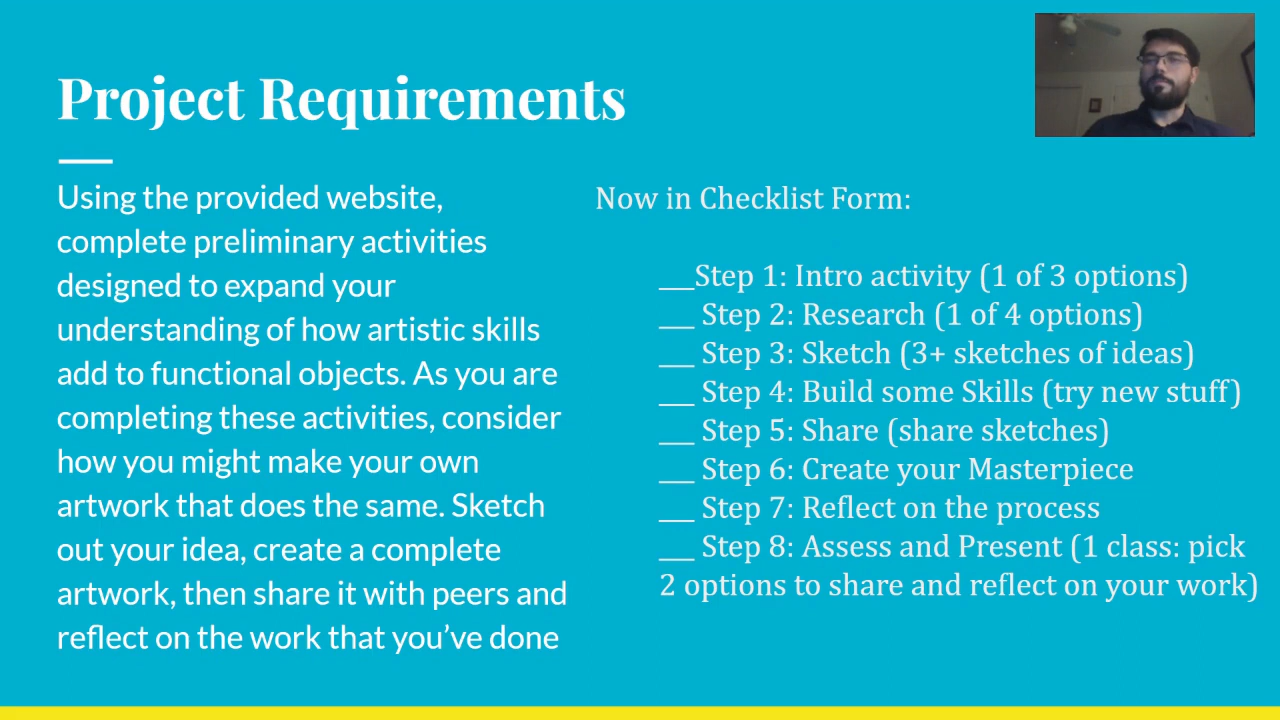 Project Requirements
Using the provided website,
complete preliminary activities
designed to expand your
understanding of how artistic skills
add to functional objects. As you are
completing these activities, consider
how you might make your own
artwork that does the same. Sketch
out your idea, create a complete
artwork, then share it with peers and
reflect on the work that you’ve done
Now in Checklist Form:
___Step 1: Intro activity (1 of 3 options)
___ Step 2: Research (1 of 4 options)
___ Step 3: Sketch (3+ sketches of ideas)
___ Step 4: Build some Skills (try new stuff)
___ Step 5: Share (share sketches)
___ Step 6: Create your Masterpiece
___ Step 7: Reflect on the process
___ Step 8: Assess and Present (1 class: pick
2 options to share and reflect on your work)